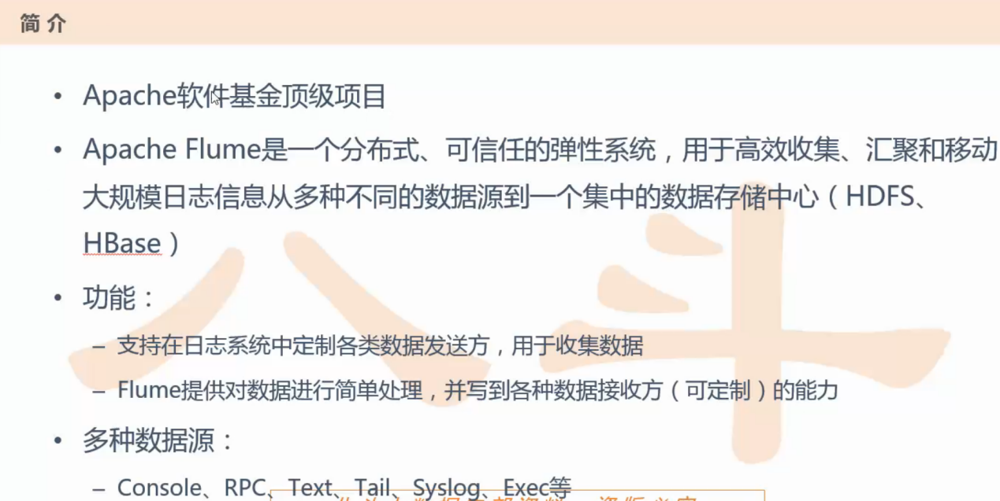 简 介
• Apache软件基金顶级项目
• Apache Flume是一个分布式、可信任的弹性系统，用于高效收集、汇聚和移动
大规模日志信息从多种不同的数据源到一个集中的数据存储中心（HDFS、
HBase）
• 功能：
– 支持在日志系统中定制各类数据发送方，用于收集数据
– Flume提供对数据进行简单处理，并写到各种数据接收方（可定制）的能力
• 多种数据源：
– Console、RPC、Text、Tail、Syslog、Exec等
八斗